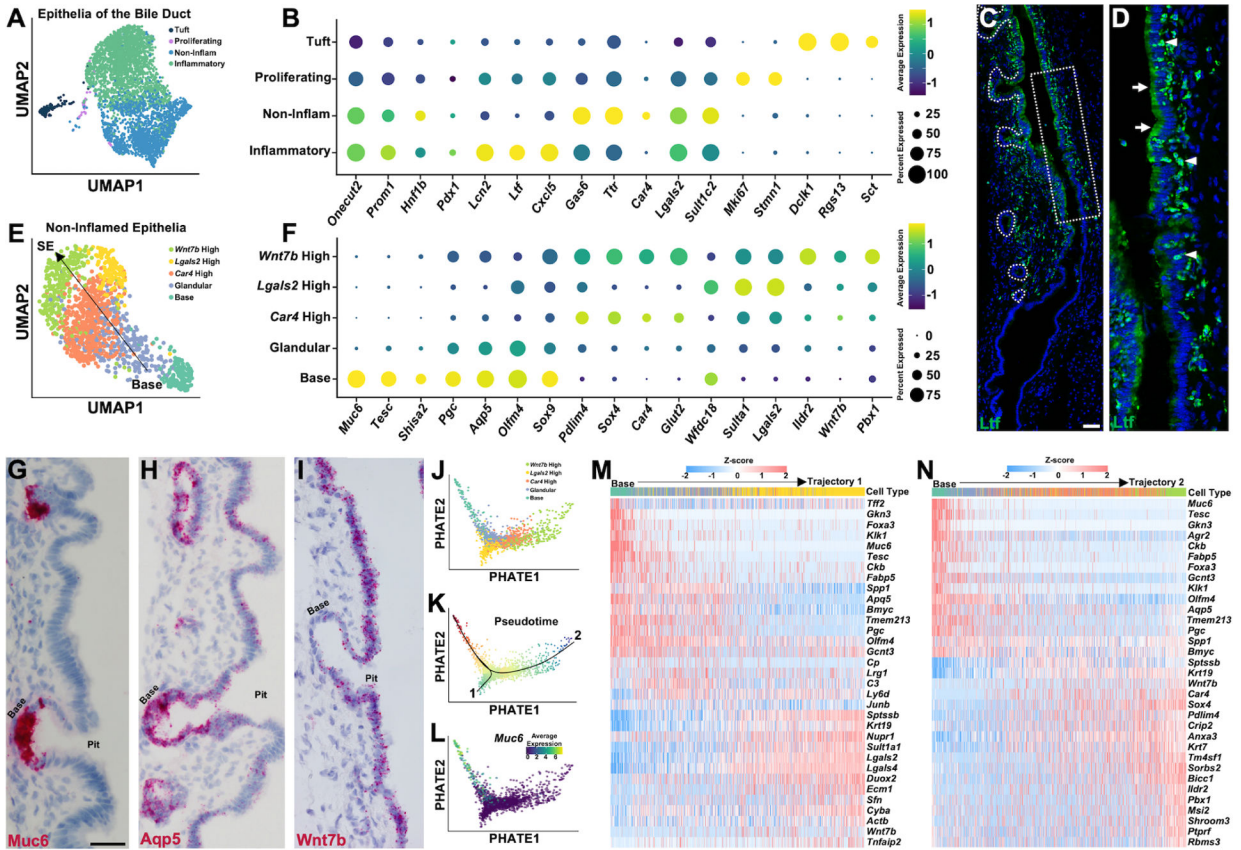 A
Epithelia of the Bile Duct
Tuft
Proliferating
Non-Inflam
Inflammatory
UMAP2
UMAP1
B
Tuft
Proliferating
Non-Inflam
Inflammatory
Onecut2
Prom1
Hnf1b
Pdx1
Lcn2
Ltf
Cxcl5
Gas6
Ttr
Car4
Lgals2
Sult1c2
Mki67
Stmn1
Dclk1
Rgs13
Sct
Average Expression
1
0
-1
Percent Expressed
25
50
75
100
C
Ltf
D
Ltf
E
Non-Inflamed Epithelia
SE
Wnt7b High
Lgals2 High
Car4 High
Glandular
Base
Base
UMAP2
UMAP1
F
Wnt7b High
Lgals2 High
Car4 High
Glandular
Base
Muc6
Tesc
Shisa2
Pgc
Aqp5
Olfm4
Sox9
Pdlim4
Sox4
Car4
Glut2
Wfdc18
Sulta1
Lgals2
Ildr2
Wnt7b
Pbx1
Average Expression
1
0
-1
Percent Expressed
0
25
50
75
G
Base
Pit
Muc6
H
Base
Pit
Aqp5
I
Base
Pit
Wnt7b
J
Wnt7b High
Lgals2 High
Car4 High
Glandular
Base
PHATE2
PHATE1
K
Pseudotime
1
2
PHATE2
PHATE1
L
Muc6
Average
Expression
0 2 4 6
PHATE2
PHATE1
M
Z-score
-2 0 2
Base
Trajectory 1
Cell Type
Tff2
Gkn3
Foxa3
Klk1
Muc6
Tesc
Ckb
Fabp5
Spp1
Apq5
Bmyc
Tmem213
Pgc
Olfm4
Gcnt3
Cp
Lrg1
C3
Ly6d
Junb
Sptssb
Krt19
Nupr1
Sult1a1
Lgals2
Lgals4
Duox2
Ecm1
Sfn
Cyba
Actb
Wnt7b
Tnfaip2
N
Z-score
-2 0 2
Base
Trajectory 2
Cell Type
Muc6
Tesc
Gkn3
Agr2
Ckb
Fabp5
Foxa3
Gcnt3
Klk1
Olfm4
Aqp5
Tmem213
Pgc
Spp1
Bmyc
Sptssb
Krt19
Wnt7b
Car4
Sox4
Pdlim4
Crip2
Anxa3
Krt7
Tm4sf1
Sorbs2
Bicc1
Ildr2
Pbx1
Msi2
Shroom3
Ptprf
Rbms3